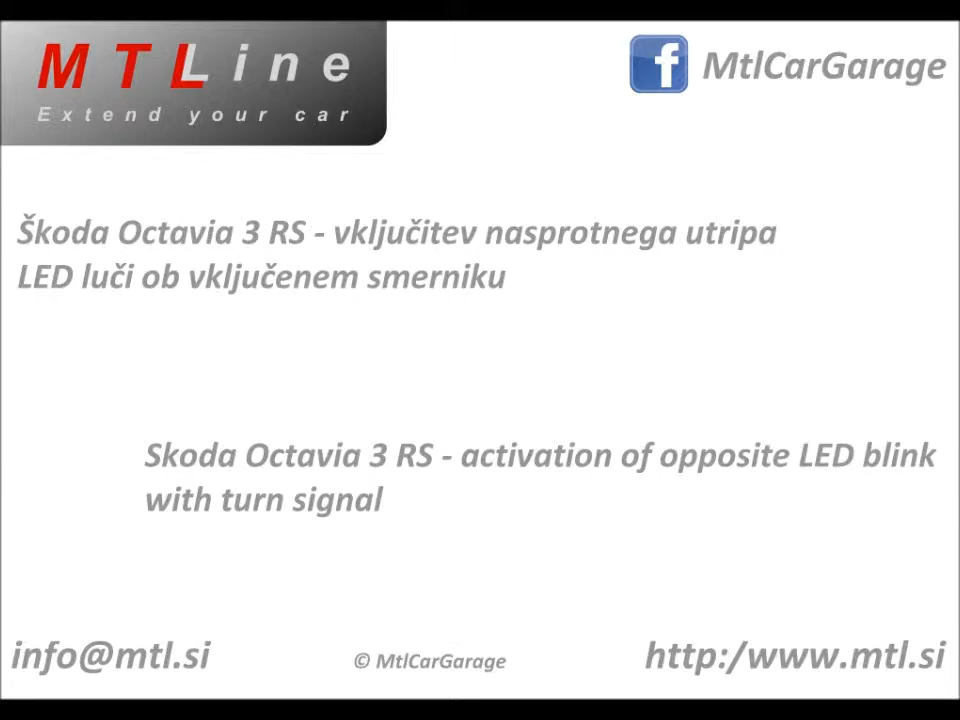 MTLLine
Extend your car
MtlCarGarage
Škoda Octavia 3 RS - vključitev nasprotnega utripa
LED luči ob vključenem smerniku
Skoda Octavia 3 RS - activation of opposite LED blink
with turn signal
info@mtl.si
© MtlCarGarage
http:/www.mtl.si